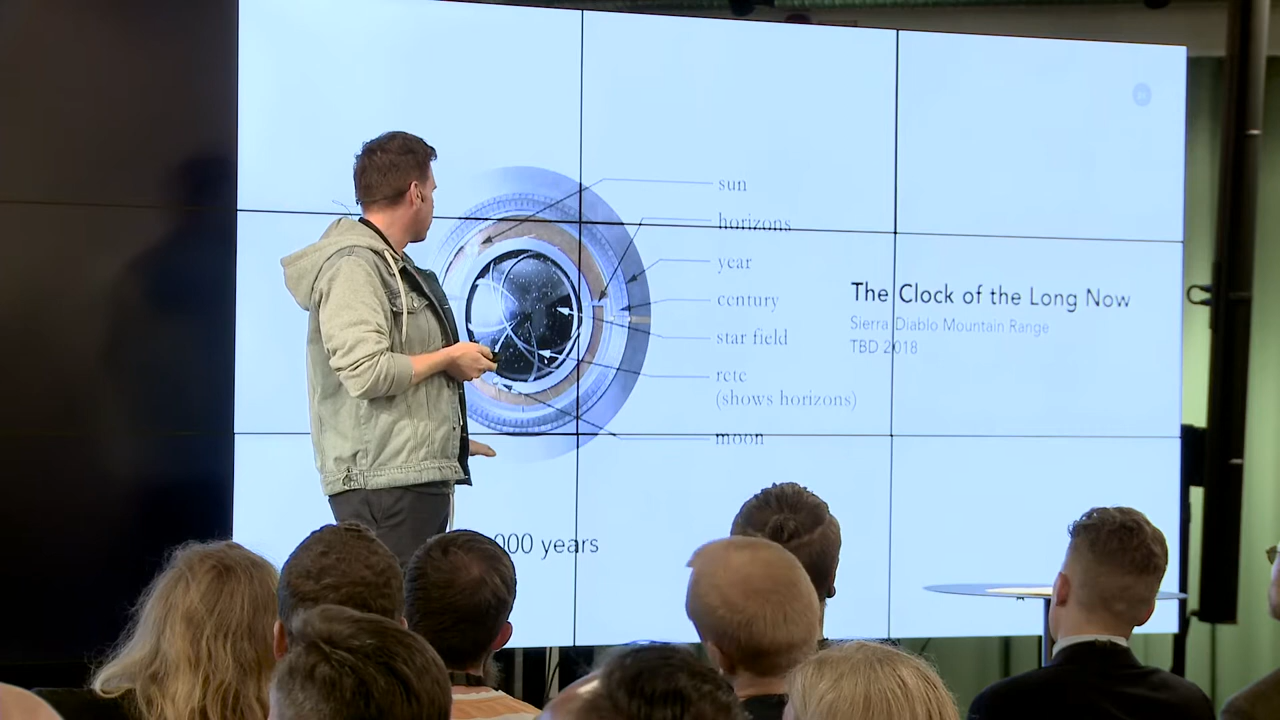 sun
horizons
year
century
star field
rete
(shows horizons)
moon
The Clock of the Long Now
Sierra Diablo Mountain Range
TBD 2018
000 years